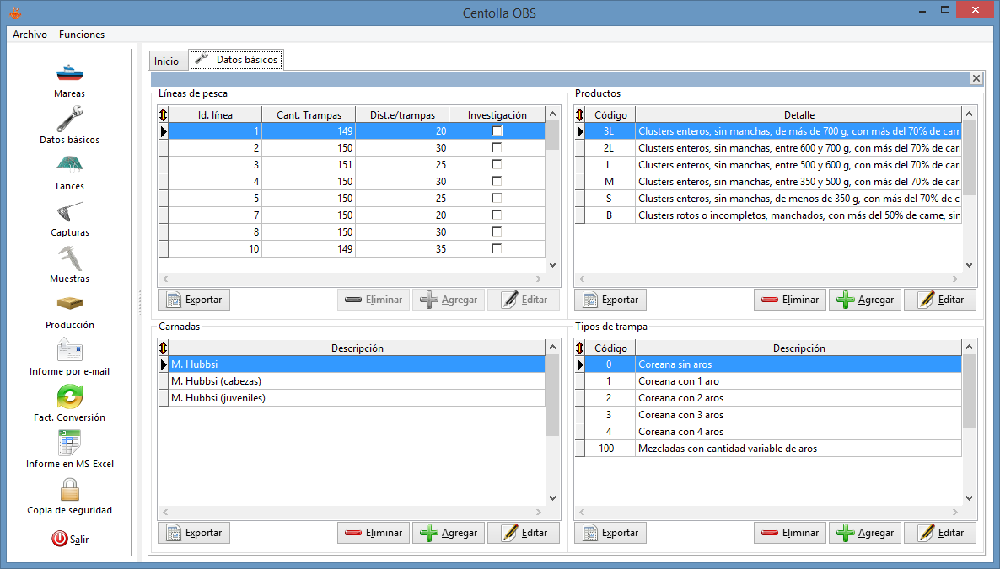 Centolla OBS
Archivo Funciones
Mareas
Datos básicos
Lances
Capturas
Muestras
Producción
Informe por e-mail
Fact. Conversión
Informe en MS-Excel
Copia de seguridad
Salir
Inicio Datos básicos
Líneas de pesca
Id. línea Cant. Trampas Dist.e/trampas Investigación
1 149 20
2 150 30
3 151 25
4 150 30
5 150 25
7 150 20
8 150 30
10 149 35
Exportar Eliminar Agregar Editar
Productos
Código Detalle
3L Clusters enteros, sin manchas, de más de 700 g, con más del 70% de carr
2L Clusters enteros, sin manchas, entre 600 y 700 g, con más del 70% de car
L Clusters enteros, sin manchas, entre 500 y 600 g, con más del 70% de car
M Clusters enteros, sin manchas, entre 350 y 500 g, con más del 70% de car
S Clusters enteros, sin manchas, de menos de 350 g, con más del 70% de c
B Clusters rotos o incompletos, manchados, con más del 50% de carne, sin
Exportar Eliminar Agregar Editar
Carnadas
Descripción
M. Hubbsi
M. Hubbsi (cabezas)
M. Hubbsi (juveniles)
Exportar Eliminar Agregar Editar
Tipos de trampa
Código Descripción
0 Coreana sin aros
1 Coreana con 1 aro
2 Coreana con 2 aros
3 Coreana con 3 aros
4 Coreana con 4 aros
100 Mezcladas con cantidad variable de aros
Exportar Eliminar Agregar Editar